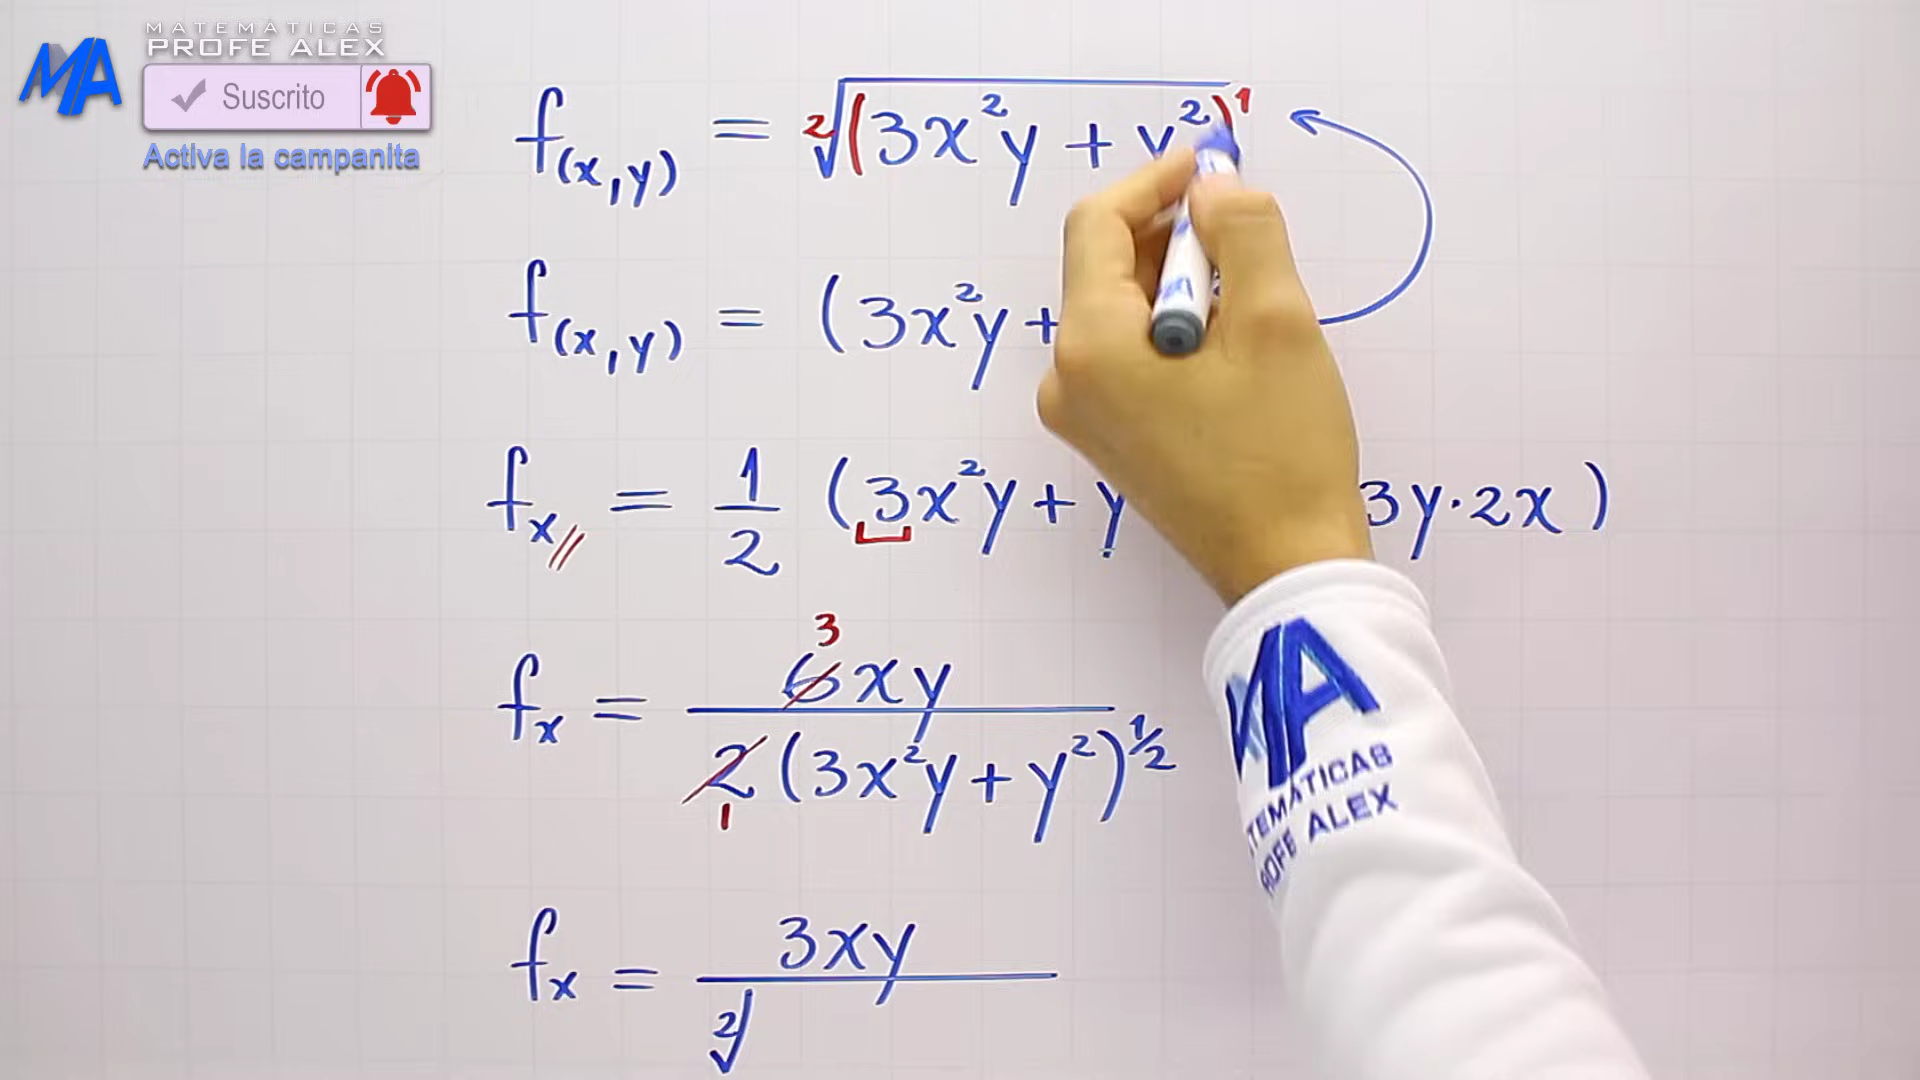 MATEMÁTICAS
PROFE ALEX
Suscrito
Activa la campanita
f(x,y) = ²√(3x²y + y²)¹
f(x,y) = (3x²y +
fx = 1/2 (3x²y + y 3y·2x)
3
fx = 6xy / 2(3x²y + y²)^1/2
1
fx = 3xy / ²√
MA
MATEMÁTICAS
PROFE ALEX